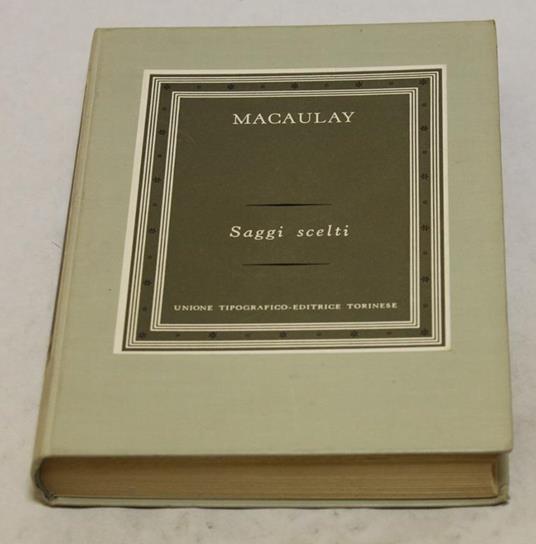 MACAULAY
Saggi scelti
UNIONE TIPOGRAFICO-EDITRICE TORINESE